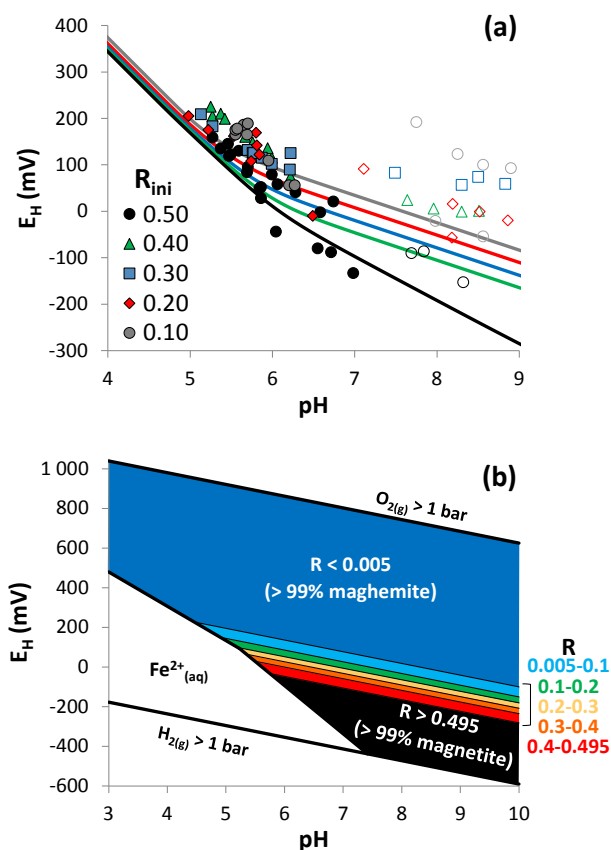 (a)
400
300
200
100
0
-100
-200
-300
4
5
6
7
8
9
E_H (mV)
pH
R_ini
0.50
0.40
0.30
0.20
0.10
(b)
1 000
800
600
400
200
0
-200
-400
-600
3
4
5
6
7
8
9
10
E_H (mV)
pH
O_2(g) > 1 bar
R < 0.005
(> 99% maghemite)
Fe²⁺_(aq)
H_2(g) > 1 bar
R > 0.495
(> 99% magnetite)
R
0.005-0.1
0.1-0.2
0.2-0.3
0.3-0.4
0.4-0.495